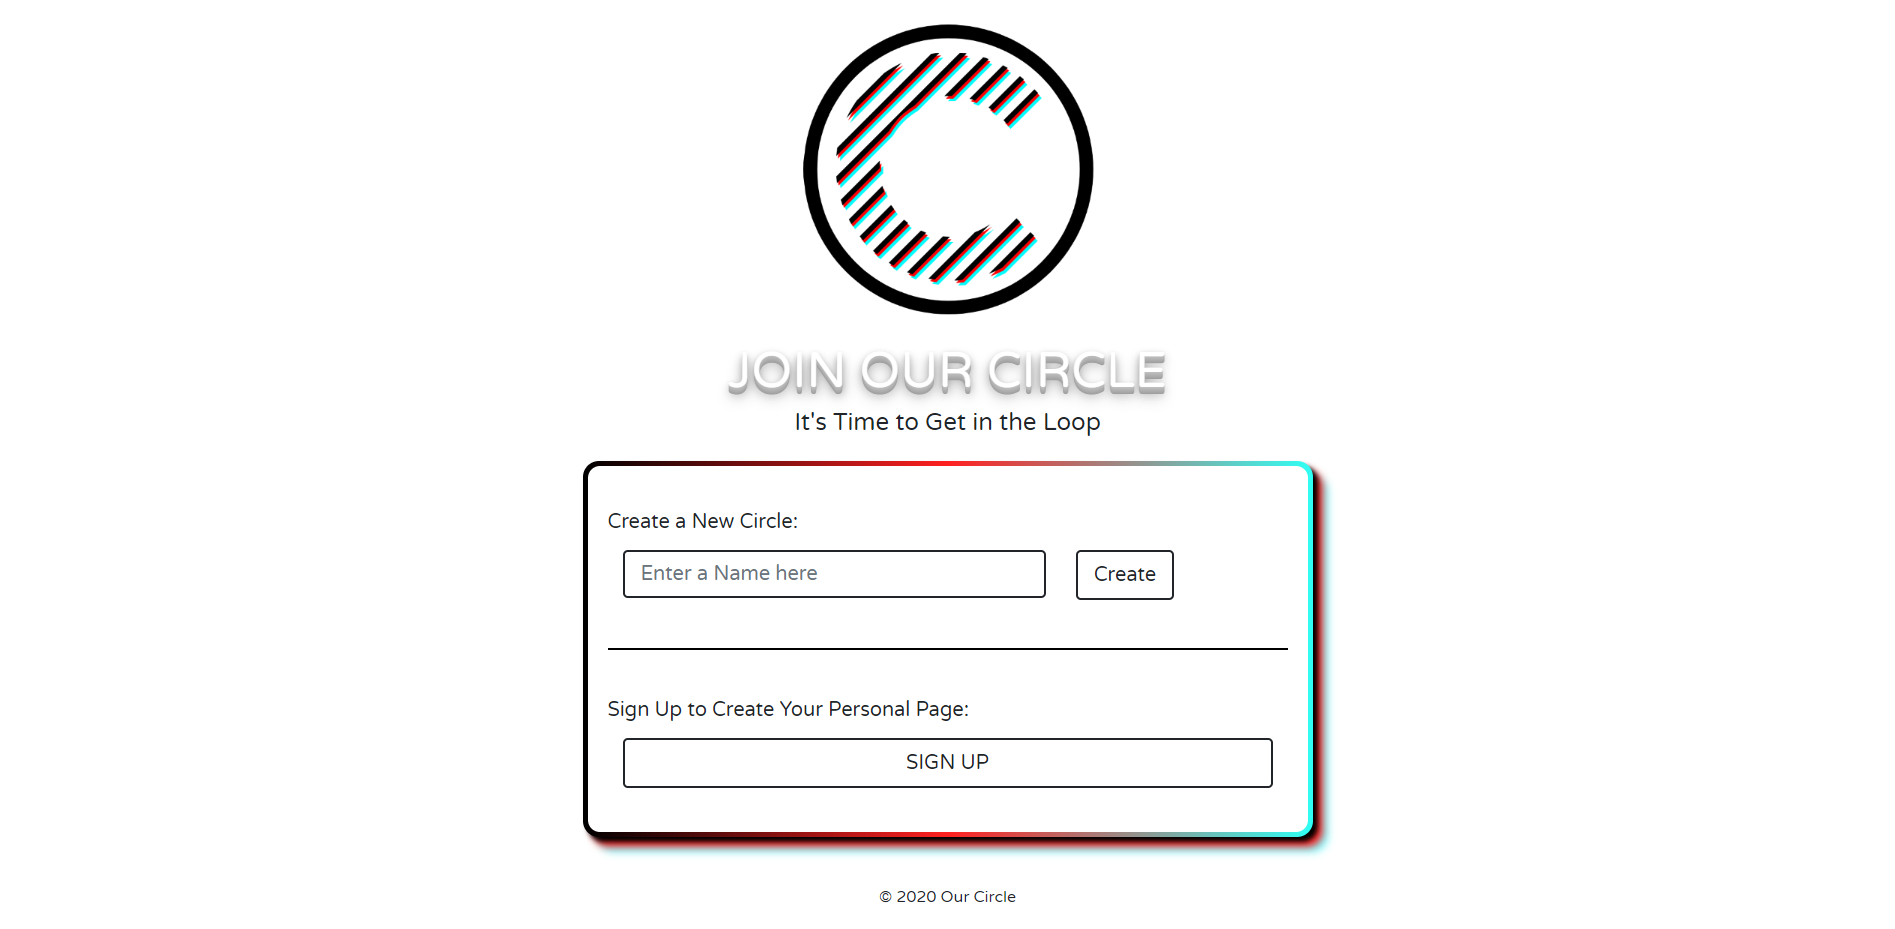 C
JOIN OUR CIRCLE
It's Time to Get in the Loop
Create a New Circle:
Enter a Name here
Create
Sign Up to Create Your Personal Page:
SIGN UP
© 2020 Our Circle